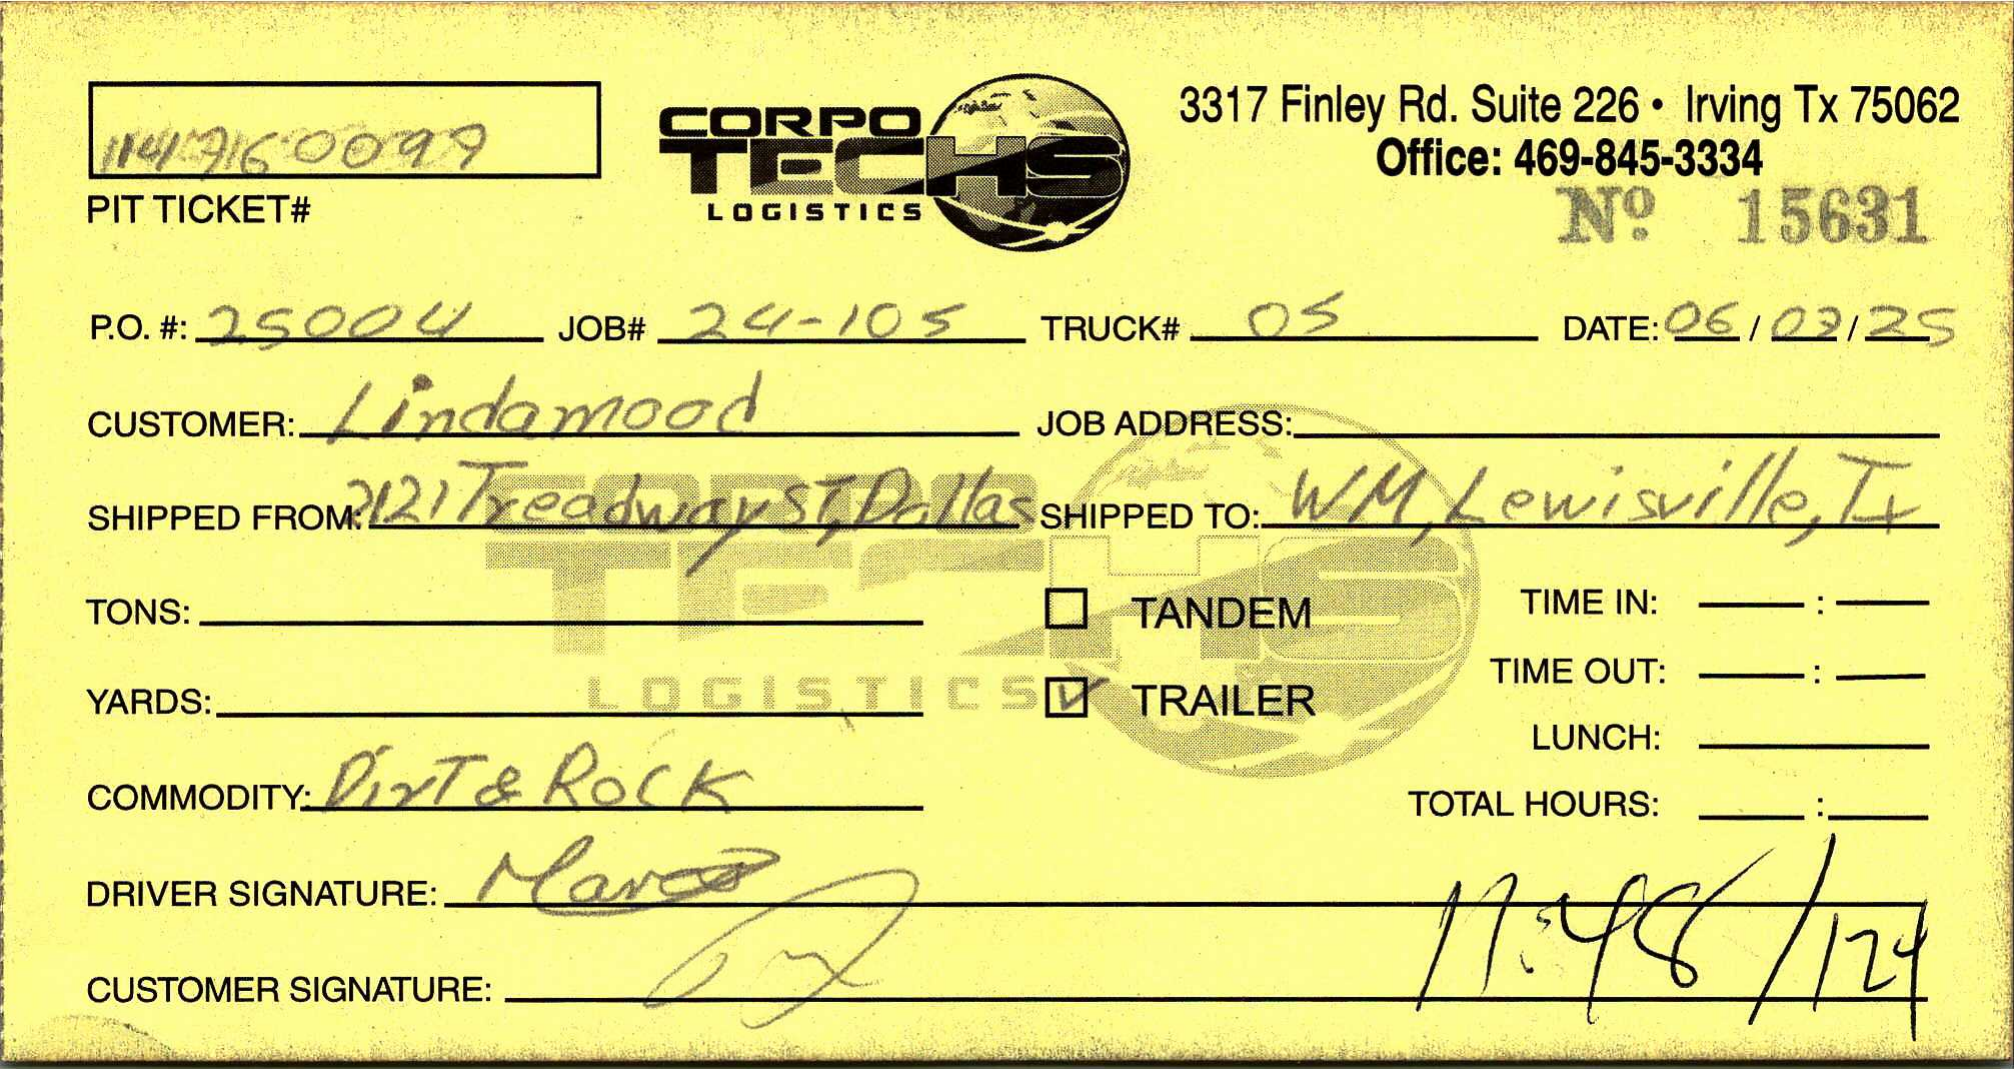 CORPO TECHS LOGISTICS
3317 Finley Rd. Suite 226 • Irving Tx 75062
Office: 469-845-3334
Nº 15631
PIT TICKET#
P.O. #: 25004 JOB# 24-105 TRUCK# 05 DATE: 06/03/25
CUSTOMER: Lindamood JOB ADDRESS:
SHIPPED FROM: 2121 Treadway ST, Dallas SHIPPED TO: WM, Lewisville, Tx
TONS: TANDEM TIME IN: :
TIME OUT: :
YARDS: TRAILER
LUNCH:
COMMODITY: Dirt & Rock TOTAL HOURS: :
DRIVER SIGNATURE: Marco
11:48/124
CUSTOMER SIGNATURE:
CORPO TECHS LOGISTICS